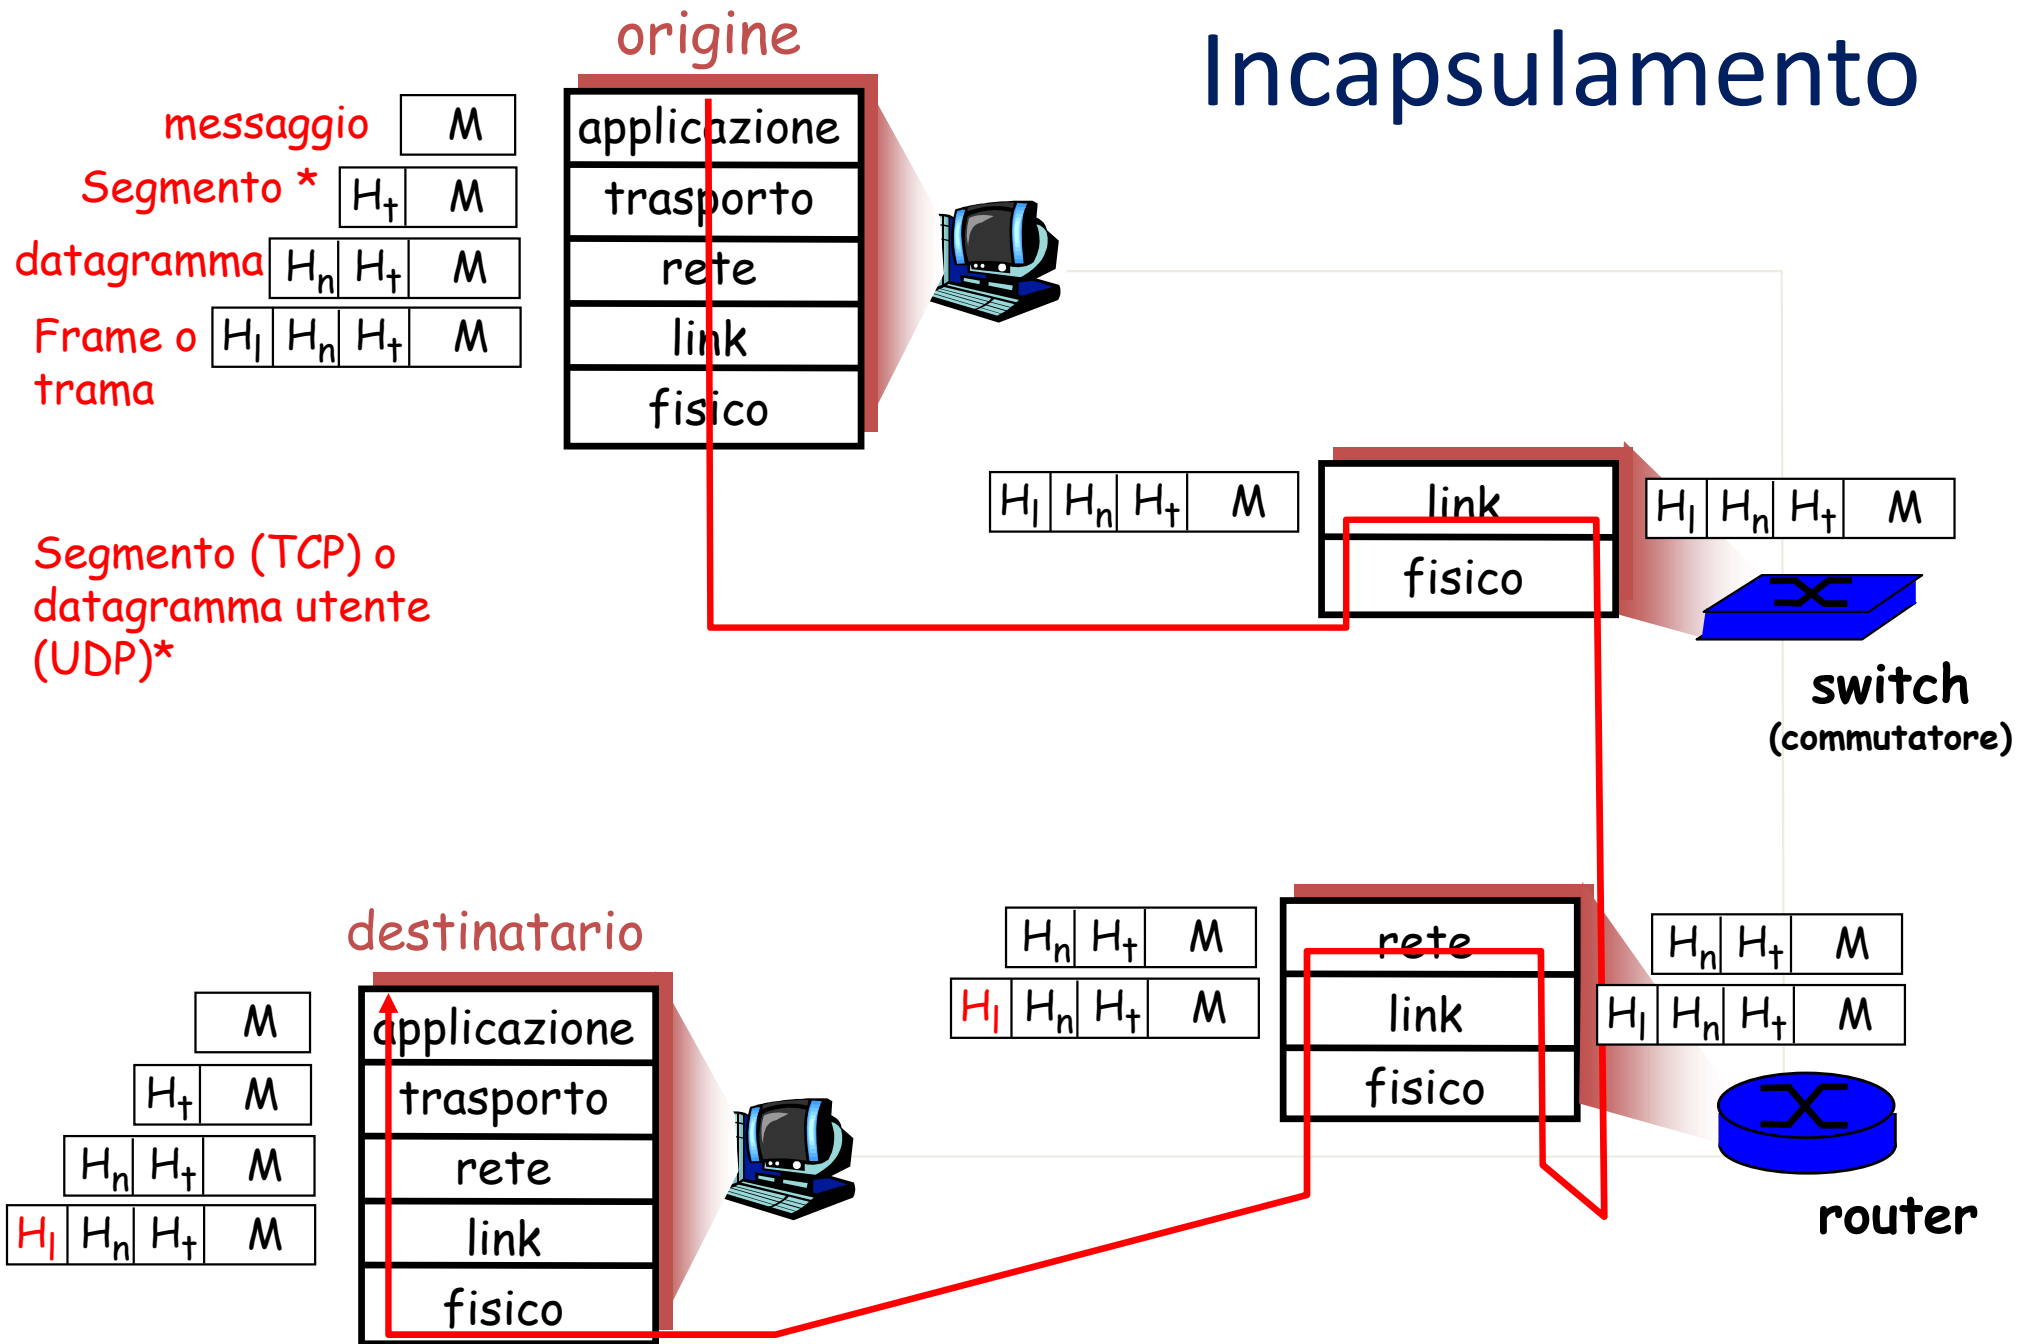 origine
Incapsulamento
messaggio M
Segmento * Ht M
datagramma Hn Ht M
Frame o Hl Hn Ht M
trama
applicazione
trasporto
rete
link
fisico
Segmento (TCP) o
datagramma utente
(UDP)*
Hl Hn Ht M
link
fisico
Hl Hn Ht M
switch
(commutatore)
destinatario
M
Ht M
Hn Ht M
Hl Hn Ht M
applicazione
trasporto
rete
link
fisico
Hn Ht M
Hl Hn Ht M
rete
link
fisico
Hn Ht M
Hl Hn Ht M
router